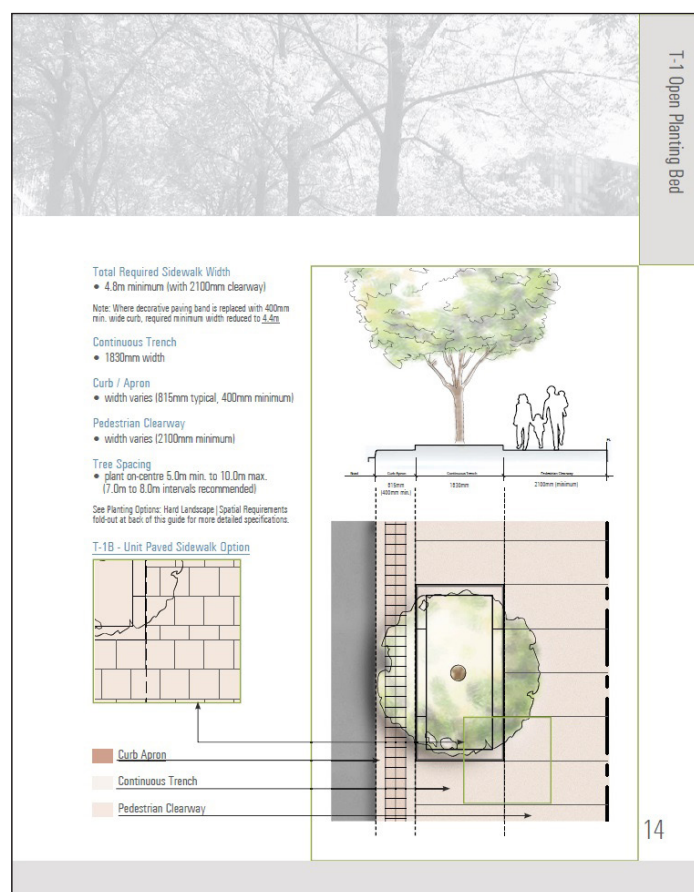 T-1 Open Planting Bed
Total Required Sidewalk Width
• 4.8m minimum (with 2100mm clearway)
Note: Where decorative paving band is replaced with 400mm
min. wide curb, required minimum width reduced to 4.4m
Continuous Trench
• 1830mm width
Curb / Apron
• width varies (815mm typical, 400mm minimum)
Pedestrian Clearway
• width varies (2100mm minimum)
Tree Spacing
• plant on-centre 5.0m min. to 10.0m max.
(7.0m to 8.0m intervals recommended)
See Planting Options: Hard Landscape | Spatial Requirements
fold-out at back of this guide for more detailed specifications.
T-1B - Unit Paved Sidewalk Option
Road
Curb Apron
Continuous Trench
Pedestrian Clearway
815mm
(400mm min.)
1830mm
2100mm (minimum)
Curb Apron
Continuous Trench
Pedestrian Clearway
14